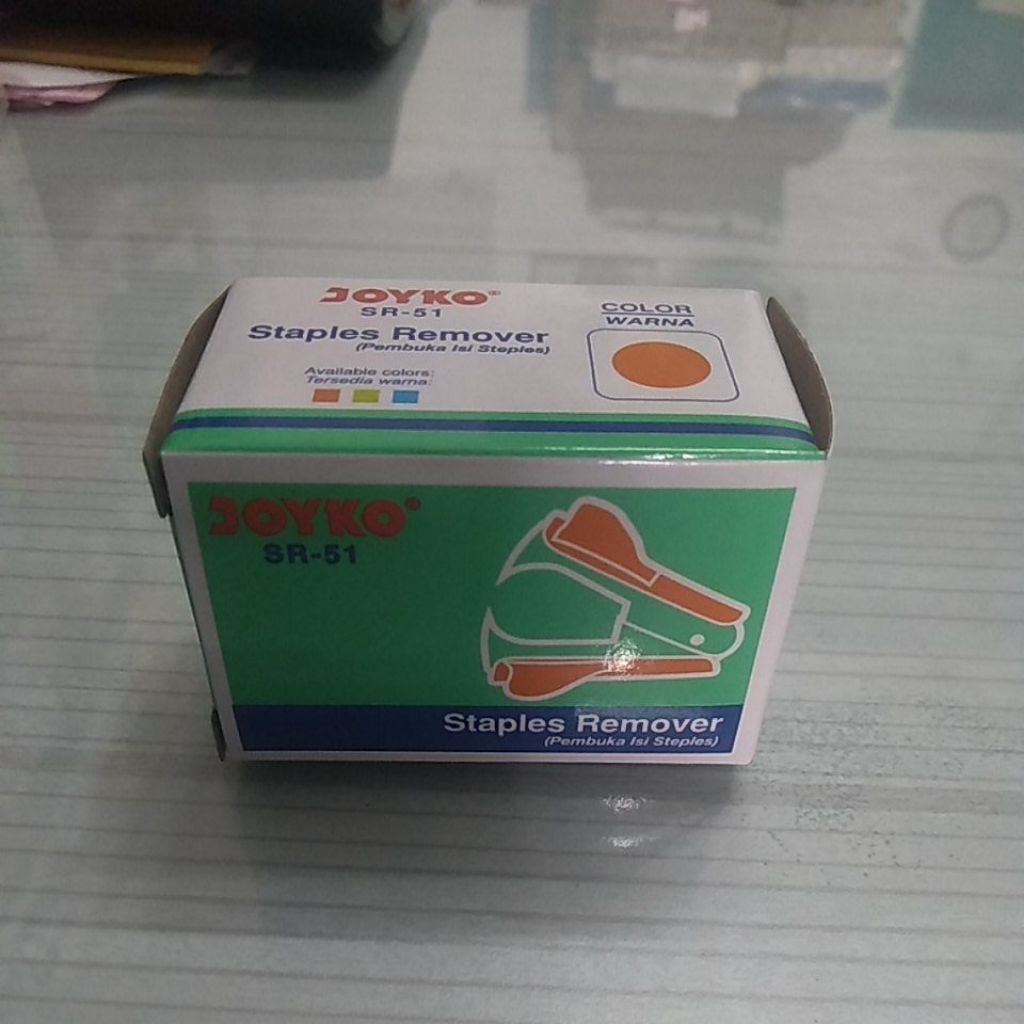 JOYKO®
SR-51
Staples Remover
(Pembuka Isi Steples)
Available colors:
Tersedia warna:
COLOR
WARNA
JOYKO
SR-51
Staples Remover
(Pembuka Isi Steples)